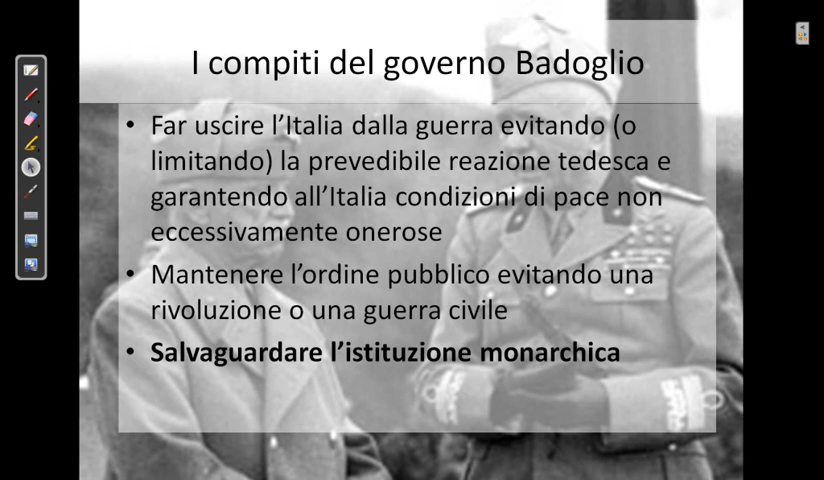 I compiti del governo Badoglio
• Far uscire l'Italia dalla guerra evitando (o
limitando) la prevedibile reazione tedesca e
garantendo all'Italia condizioni di pace non
eccessivamente onerose
• Mantenere l'ordine pubblico evitando una
rivoluzione o una guerra civile
• Salvaguardare l'istituzione monarchica